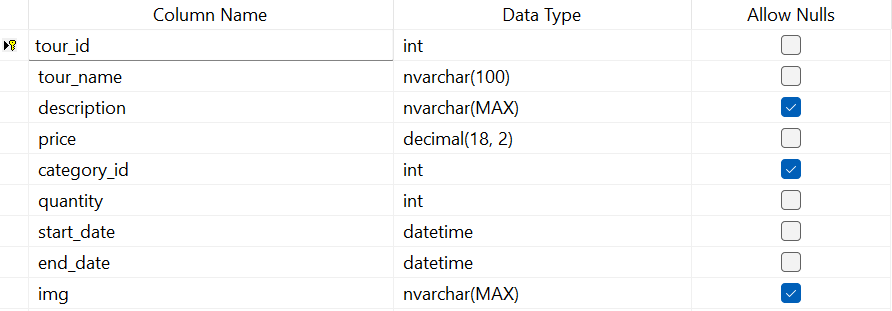 Column Name Data Type Allow Nulls
tour_id int
tour_name nvarchar(100)
description nvarchar(MAX)
price decimal(18, 2)
category_id int
quantity int
start_date datetime
end_date datetime
img nvarchar(MAX)